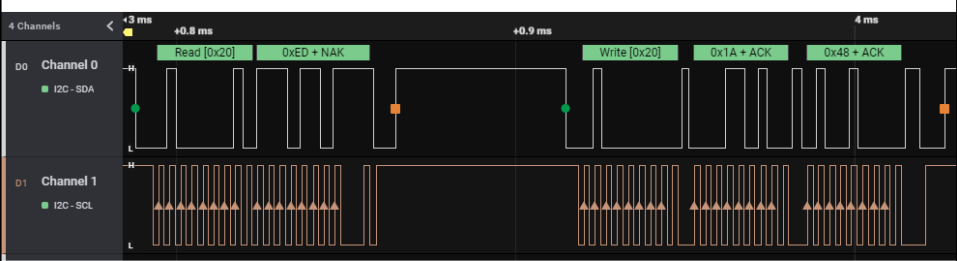 4 Channels <
3 ms +0.8 ms +0.9 ms 4 ms
Read [0x20] 0xED + NAK Write [0x20] 0x1A + ACK 0x48 + ACK
D0 Channel 0
I2C - SDA
H
L
D1 Channel 1
I2C - SCL
H
L